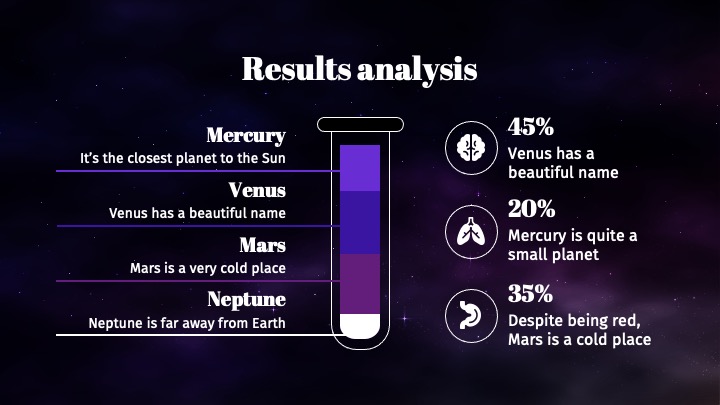 Results analysis
Mercury
It's the closest planet to the Sun
Venus
Venus has a beautiful name
Mars
Mars is a very cold place
Neptune
Neptune is far away from Earth
45%
Venus has a
beautiful name
20%
Mercury is quite a
small planet
35%
Despite being red,
Mars is a cold place